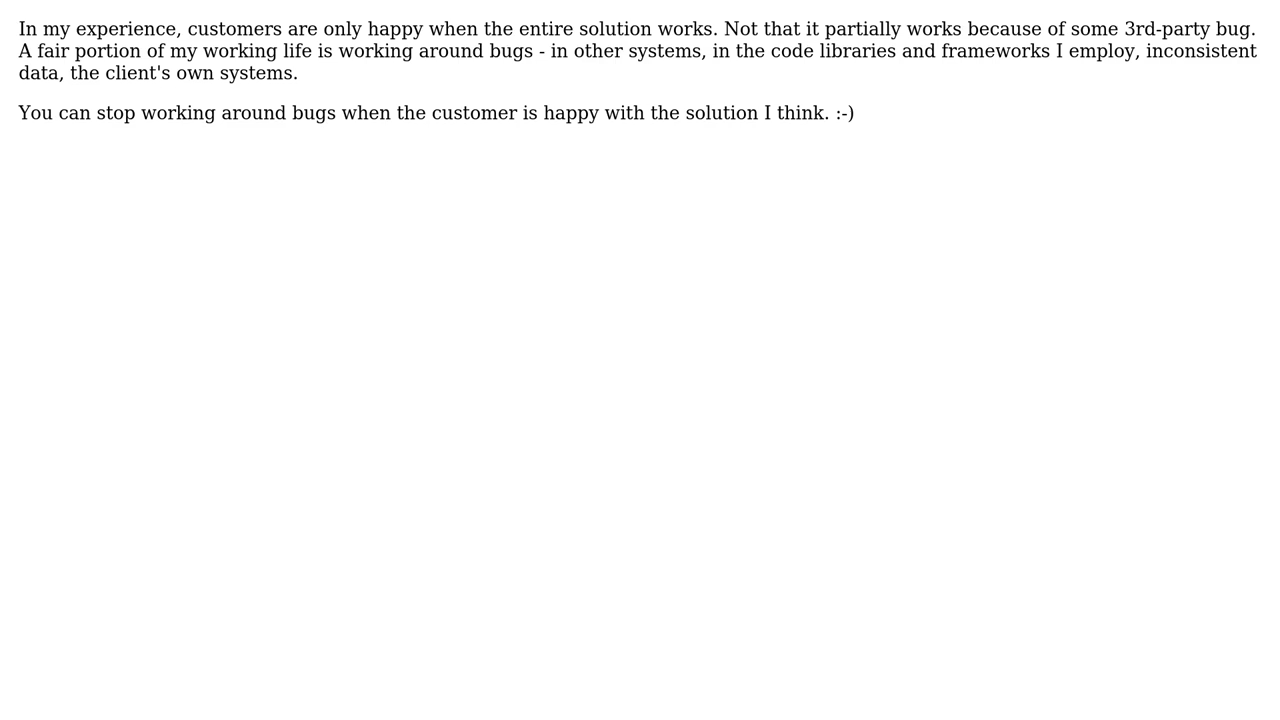 In my experience, customers are only happy when the entire solution works. Not that it partially works because of some 3rd-party bug.
A fair portion of my working life is working around bugs - in other systems, in the code libraries and frameworks I employ, inconsistent
data, the client's own systems.
You can stop working around bugs when the customer is happy with the solution I think. :-)